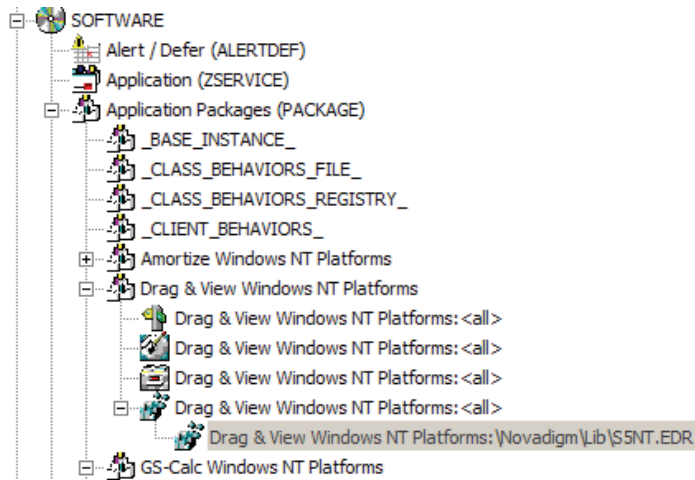 SOFTWARE
Alert / Defer (ALERTDEF)
Application (ZSERVICE)
Application Packages (PACKAGE)
_BASE_INSTANCE_
_CLASS_BEHAVIORS_FILE_
_CLASS_BEHAVIORS_REGISTRY_
_CLIENT_BEHAVIORS_
Amortize Windows NT Platforms
Drag & View Windows NT Platforms
Drag & View Windows NT Platforms:<all>
Drag & View Windows NT Platforms:<all>
Drag & View Windows NT Platforms:<all>
Drag & View Windows NT Platforms:<all>
Drag & View Windows NT Platforms:\Novadigm\Lib\S5NT.EDR
GS-Calc Windows NT Platforms